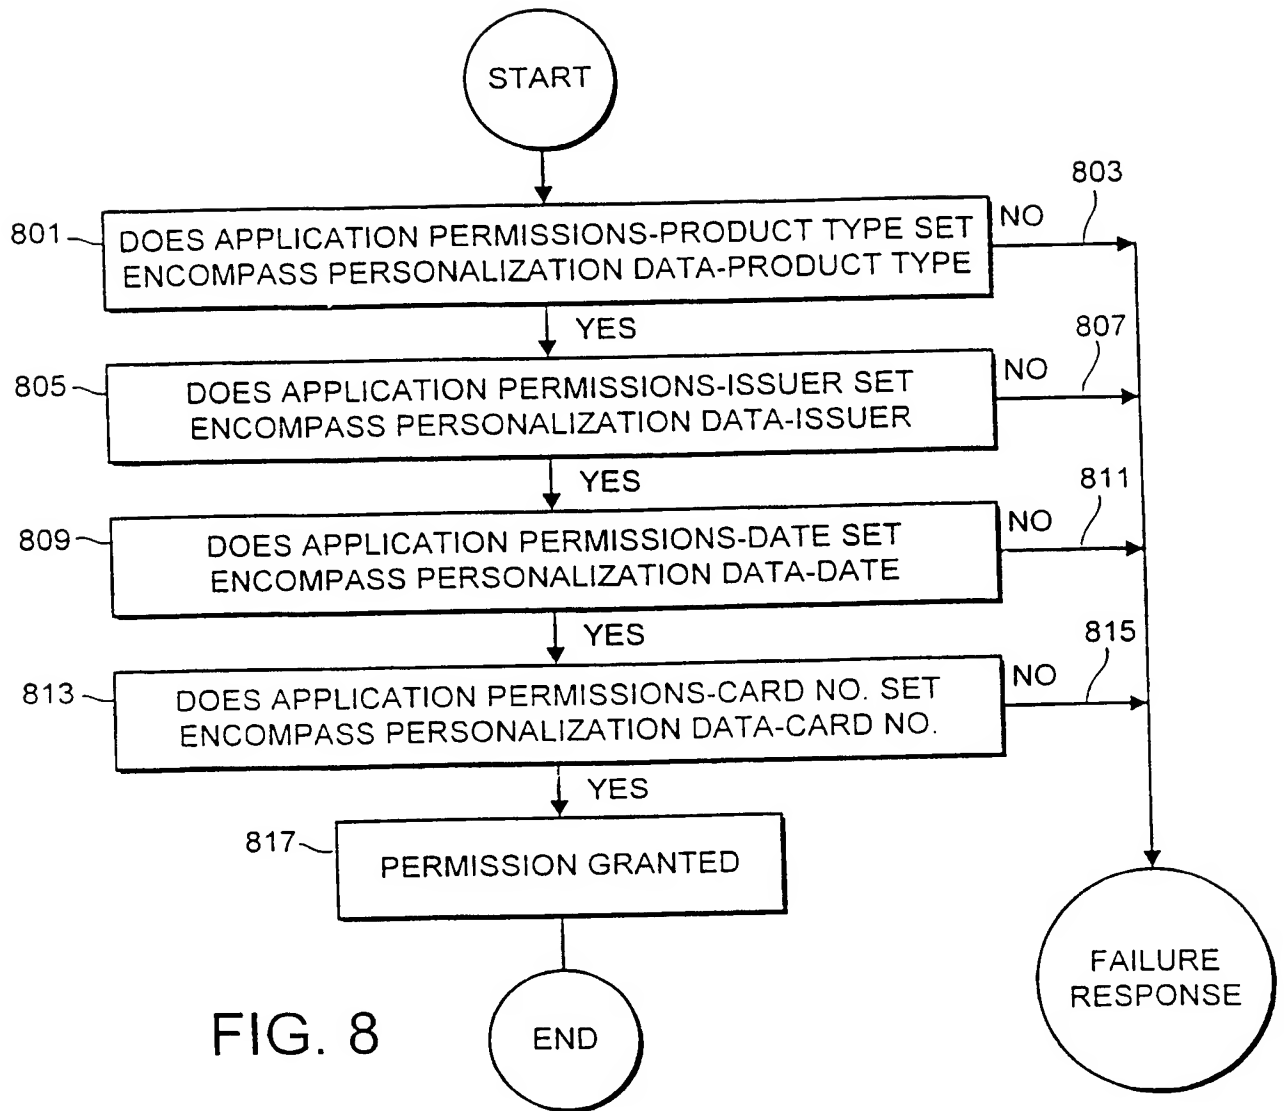 START
803
801
DOES APPLICATION PERMISSIONS-PRODUCT TYPE SET
ENCOMPASS PERSONALIZATION DATA-PRODUCT TYPE
NO
YES
807
805
DOES APPLICATION PERMISSIONS-ISSUER SET
ENCOMPASS PERSONALIZATION DATA-ISSUER
NO
YES
811
809
DOES APPLICATION PERMISSIONS-DATE SET
ENCOMPASS PERSONALIZATION DATA-DATE
NO
YES
815
813
DOES APPLICATION PERMISSIONS-CARD NO. SET
ENCOMPASS PERSONALIZATION DATA-CARD NO.
NO
YES
817
PERMISSION GRANTED
FAILURE
RESPONSE
END
FIG. 8